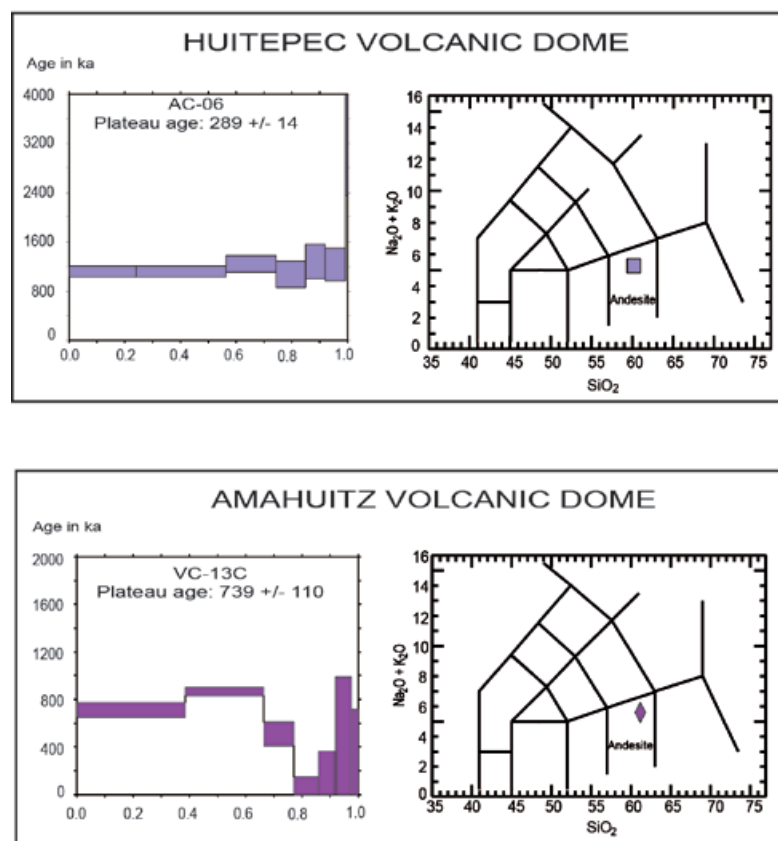 HUITEPEC VOLCANIC DOME
Age in ka
4000
3200
2400
1600
800
0
AC-06
Plateau age: 289 +/- 14
0.0 0.2 0.4 0.6 0.8 1.0
16
14
12
10
8
6
4
2
0
Na₂O + K₂O
Andesite
35 40 45 50 55 60 65 70 75
SiO₂
AMAHUITZ VOLCANIC DOME
Age in ka
2000
1600
1200
800
400
0
VC-13C
Plateau age: 739 +/- 110
0.0 0.2 0.4 0.6 0.8 1.0
16
14
12
10
8
6
4
2
0
Na₂O + K₂O
Andesite
35 40 45 50 55 60 65 70 75
SiO₂